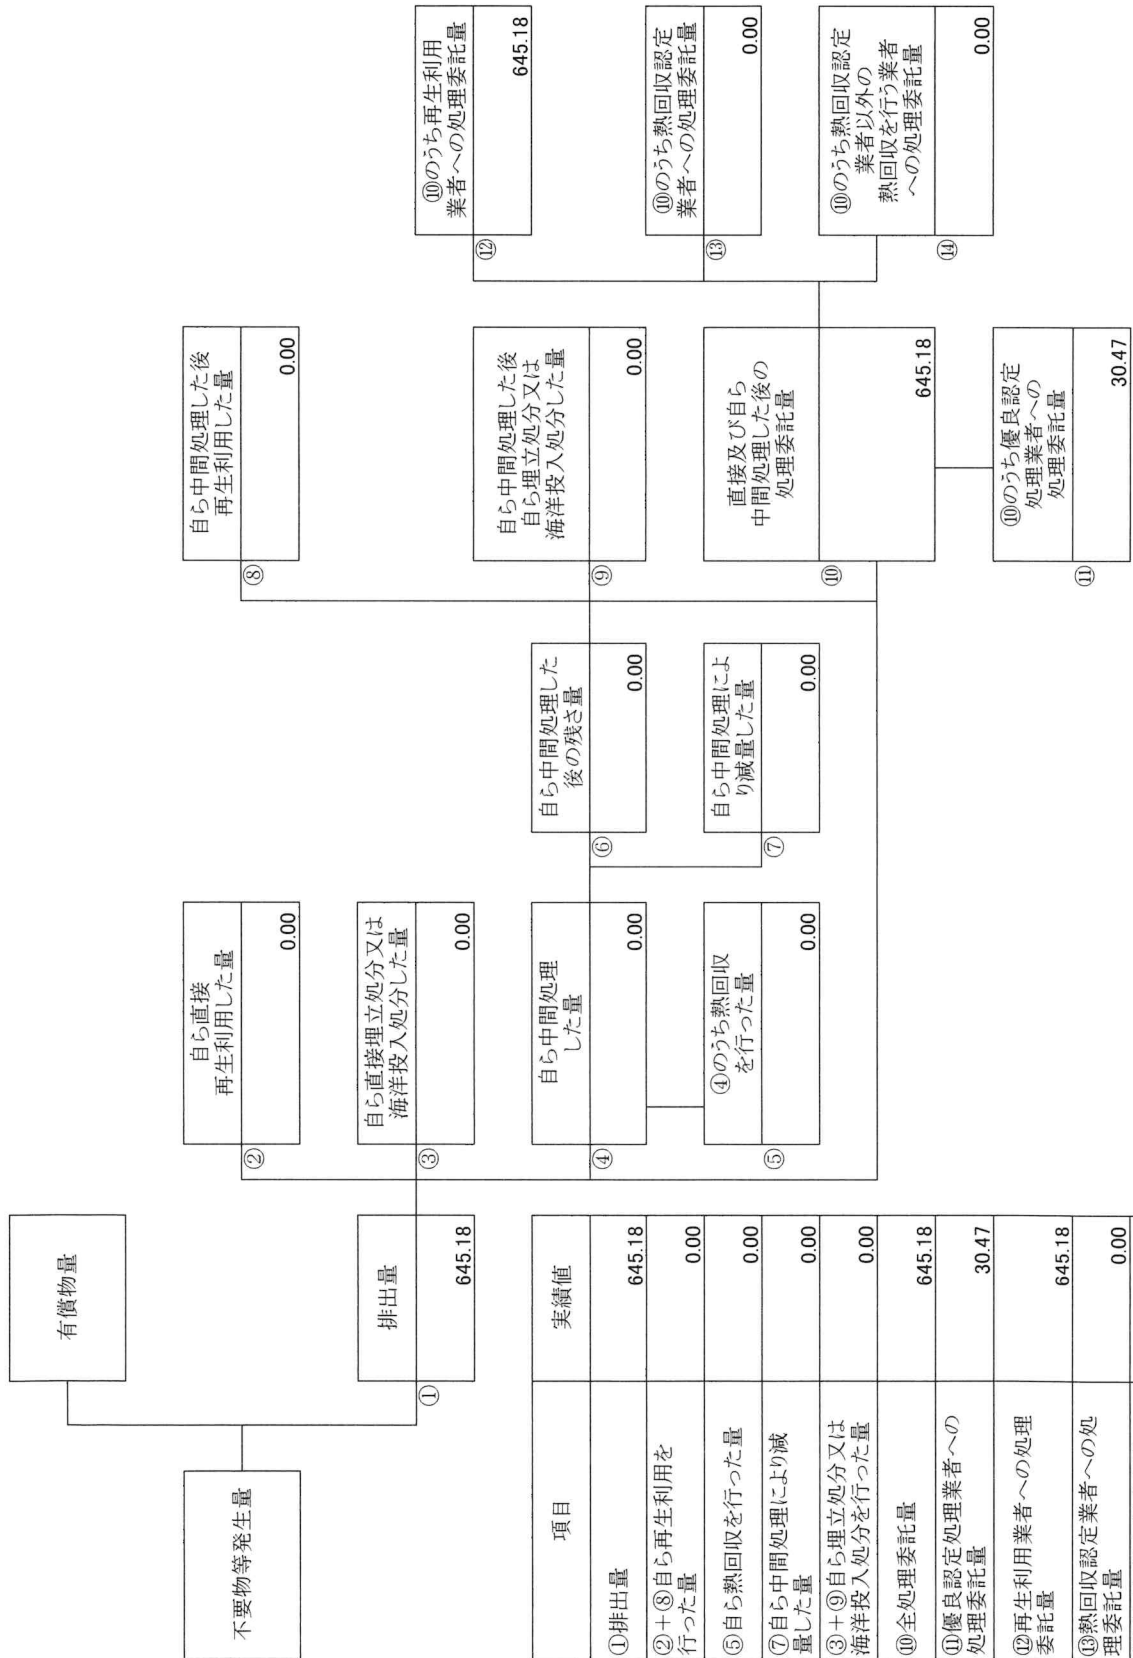 不要物等発生量
有償物量
①
排出量
645.18
②
自ら直接
再生利用した量
0.00
③
自ら直接埋立処分又は
海洋投入処分した量
0.00
④
自ら中間処理
した量
0.00
⑤
④のうち熱回収
を行った量
0.00
⑥
自ら中間処理した
後の残さ量
0.00
⑦
自ら中間処理によ
り減量した量
0.00
⑧
自ら中間処理した後
再生利用した量
0.00
⑨
自ら中間処理した後
自ら埋立処分又は
海洋投入処分した量
0.00
⑩
直接及び自ら
中間処理した後の
処理委託量
645.18
⑪
⑩のうち優良認定
処理業者への
処理委託量
30.47
⑫
⑩のうち再生利用
業者への処理委託量
645.18
⑬
⑩のうち熱回収認定
業者への処理委託量
0.00
⑭
⑩のうち熱回収認定
業者以外の
熱回収を行う業者
への処理委託量
0.00
項目
実績値
①排出量
645.18
②+⑧自ら再生利用を
行った量
0.00
⑤自ら熱回収を行った量
0.00
⑦自ら中間処理により減
量した量
0.00
③+⑨自ら埋立処分又は
海洋投入処分を行った量
0.00
⑩全処理委託量
645.18
⑪優良認定処理業者への
処理委託量
30.47
⑫再生利用業者への処理
委託量
645.18
⑬熱回収認定業者への処
理委託量
0.00